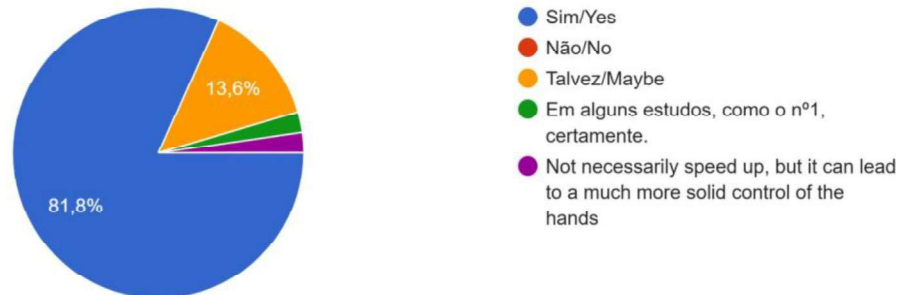 Sim/Yes
Não/No
Talvez/Maybe
Em alguns estudos, como o nº1,
certamente.
Not necessarily speed up, but it can lead
to a much more solid control of the
hands
13,6%
81,8%